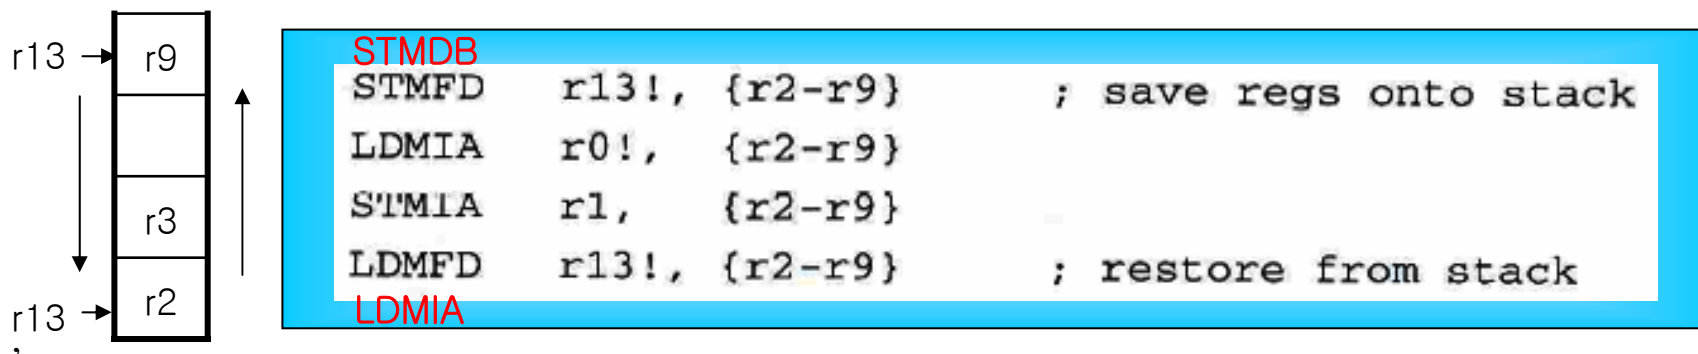 r13
r9
r3
r2
r13
’
STMDB
STMFD r13!, {r2-r9} ; save regs onto stack
LDMIA r0!, {r2-r9}
STMIA r1, {r2-r9}
LDMFD r13!, {r2-r9} ; restore from stack
LDMIA